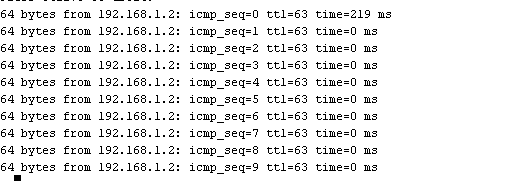 64 bytes from 192.168.1.2: icmp_seq=0 ttl=63 time=219 ms
64 bytes from 192.168.1.2: icmp_seq=1 ttl=63 time=0 ms
64 bytes from 192.168.1.2: icmp_seq=2 ttl=63 time=0 ms
64 bytes from 192.168.1.2: icmp_seq=3 ttl=63 time=0 ms
64 bytes from 192.168.1.2: icmp_seq=4 ttl=63 time=0 ms
64 bytes from 192.168.1.2: icmp_seq=5 ttl=63 time=0 ms
64 bytes from 192.168.1.2: icmp_seq=6 ttl=63 time=0 ms
64 bytes from 192.168.1.2: icmp_seq=7 ttl=63 time=0 ms
64 bytes from 192.168.1.2: icmp_seq=8 ttl=63 time=0 ms
64 bytes from 192.168.1.2: icmp_seq=9 ttl=63 time=0 ms